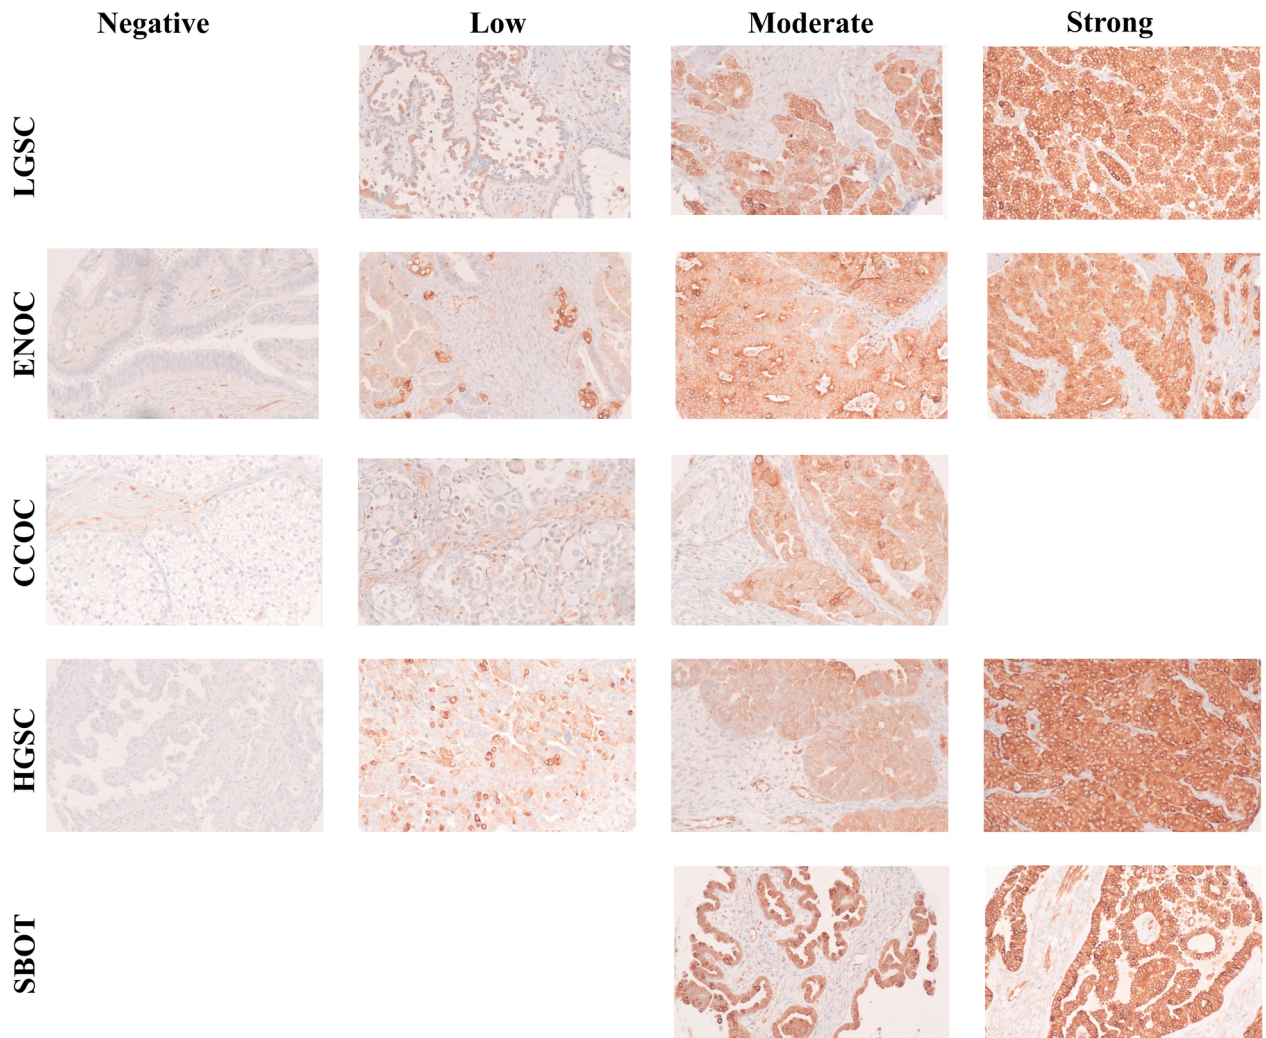 Negative Low Moderate Strong
LGSC
ENOC
CCOC
HGSC
SBOT